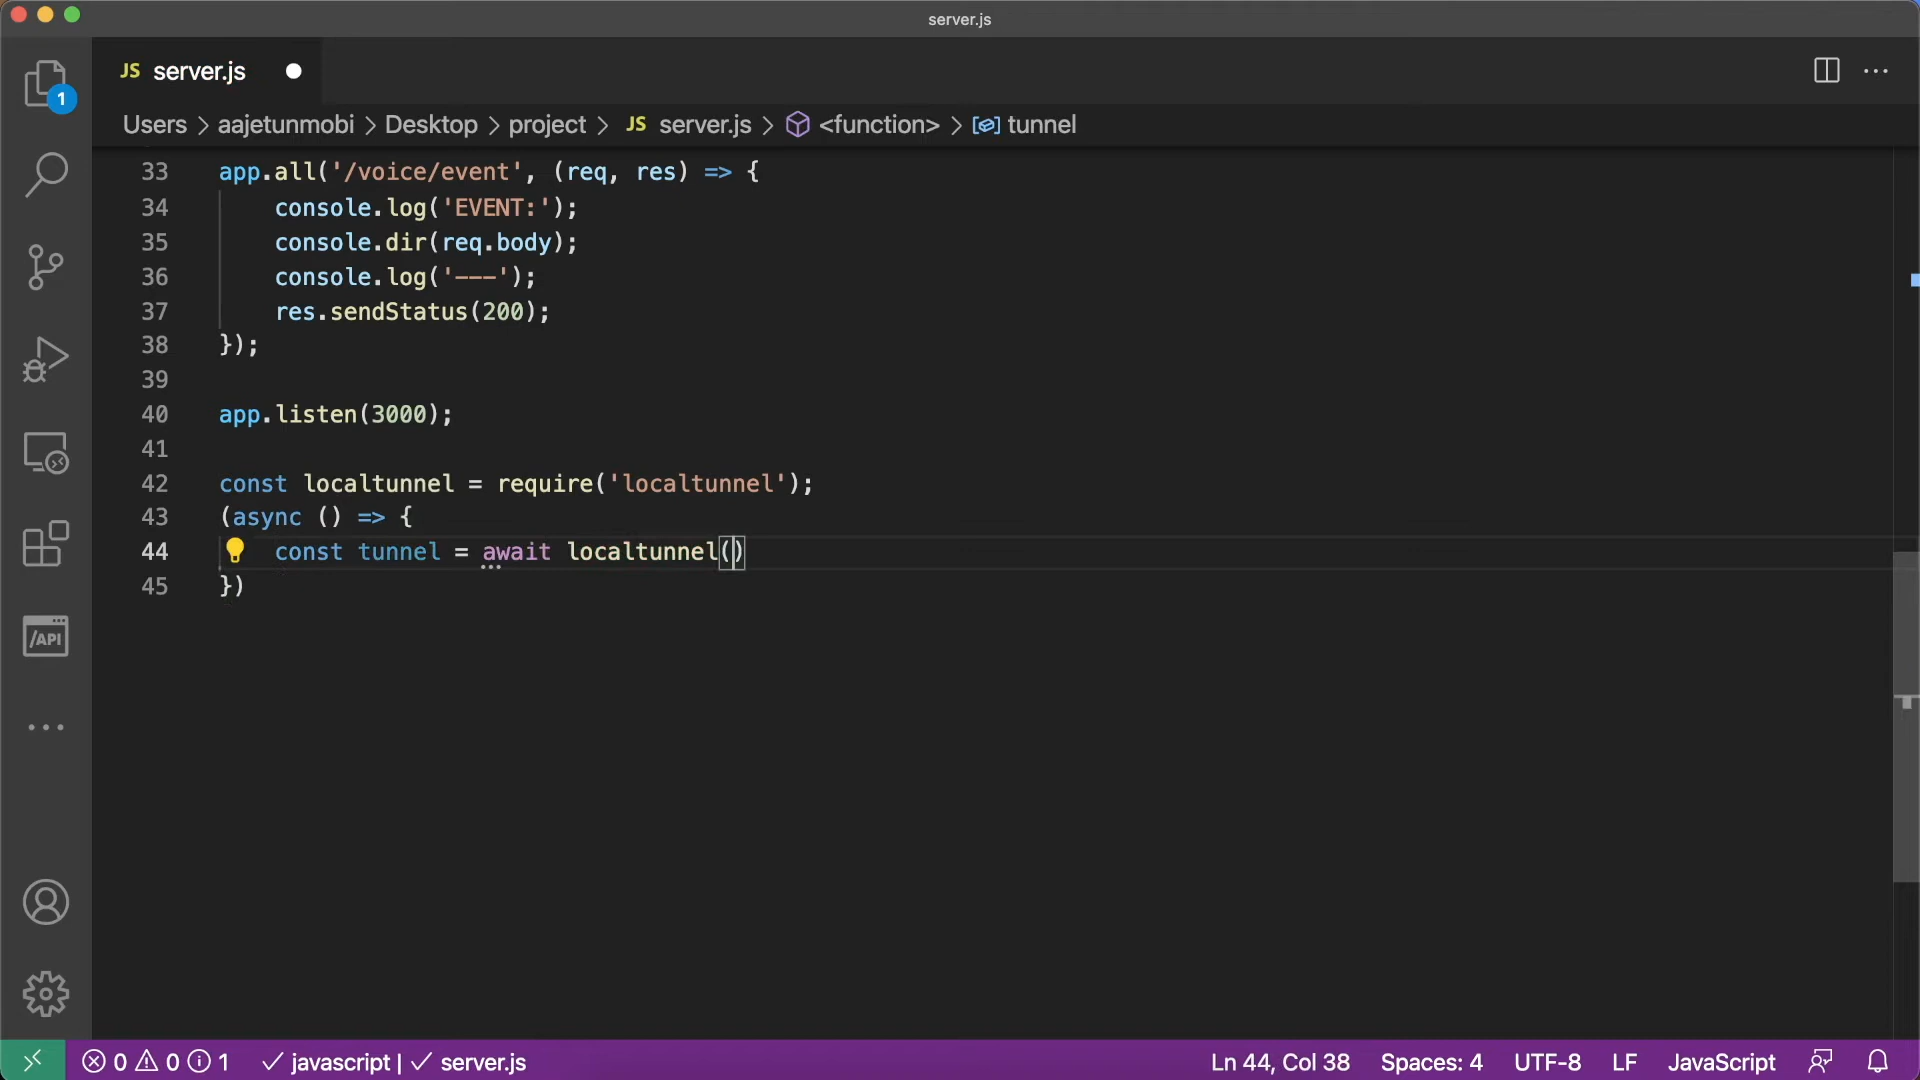 server.js
JS server.js
1
Users > aajetunmobi > Desktop > project > JS server.js > <function> > tunnel
33 app.all('/voice/event', (req, res) => {
34 console.log('EVENT:');
35 console.dir(req.body);
36 console.log('---');
37 res.sendStatus(200);
38 });
39
40 app.listen(3000);
41
42 const localtunnel = require('localtunnel');
43 (async () => {
44 const tunnel = await localtunnel()
45 })
/API
0 0 1 javascript | server.js Ln 44, Col 38 Spaces: 4 UTF-8 LF JavaScript